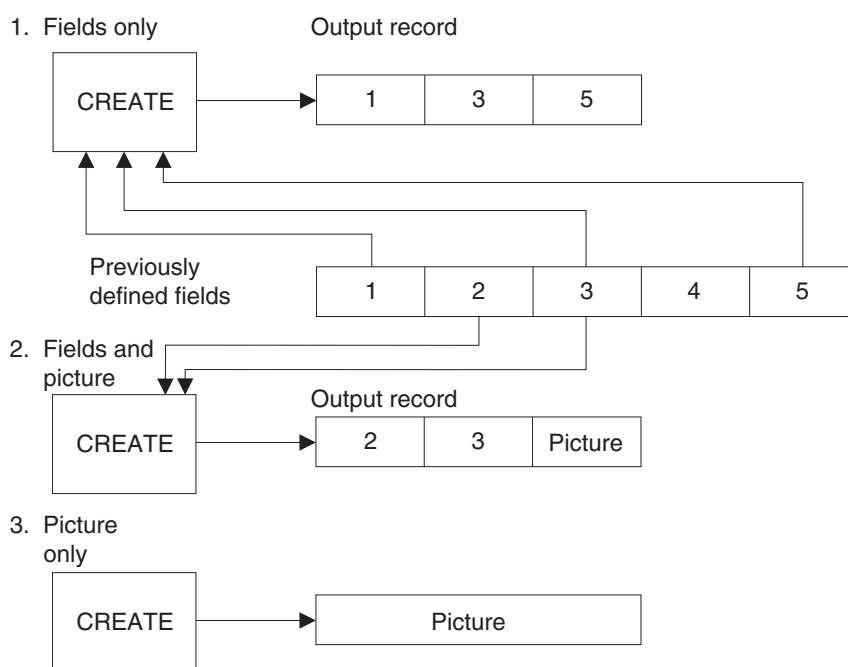 1. Fields only
Output record
CREATE
1 3 5
Previously
defined fields
1 2 3 4 5
2. Fields and
picture
Output record
CREATE
2 3 Picture
3. Picture
only
CREATE
Picture